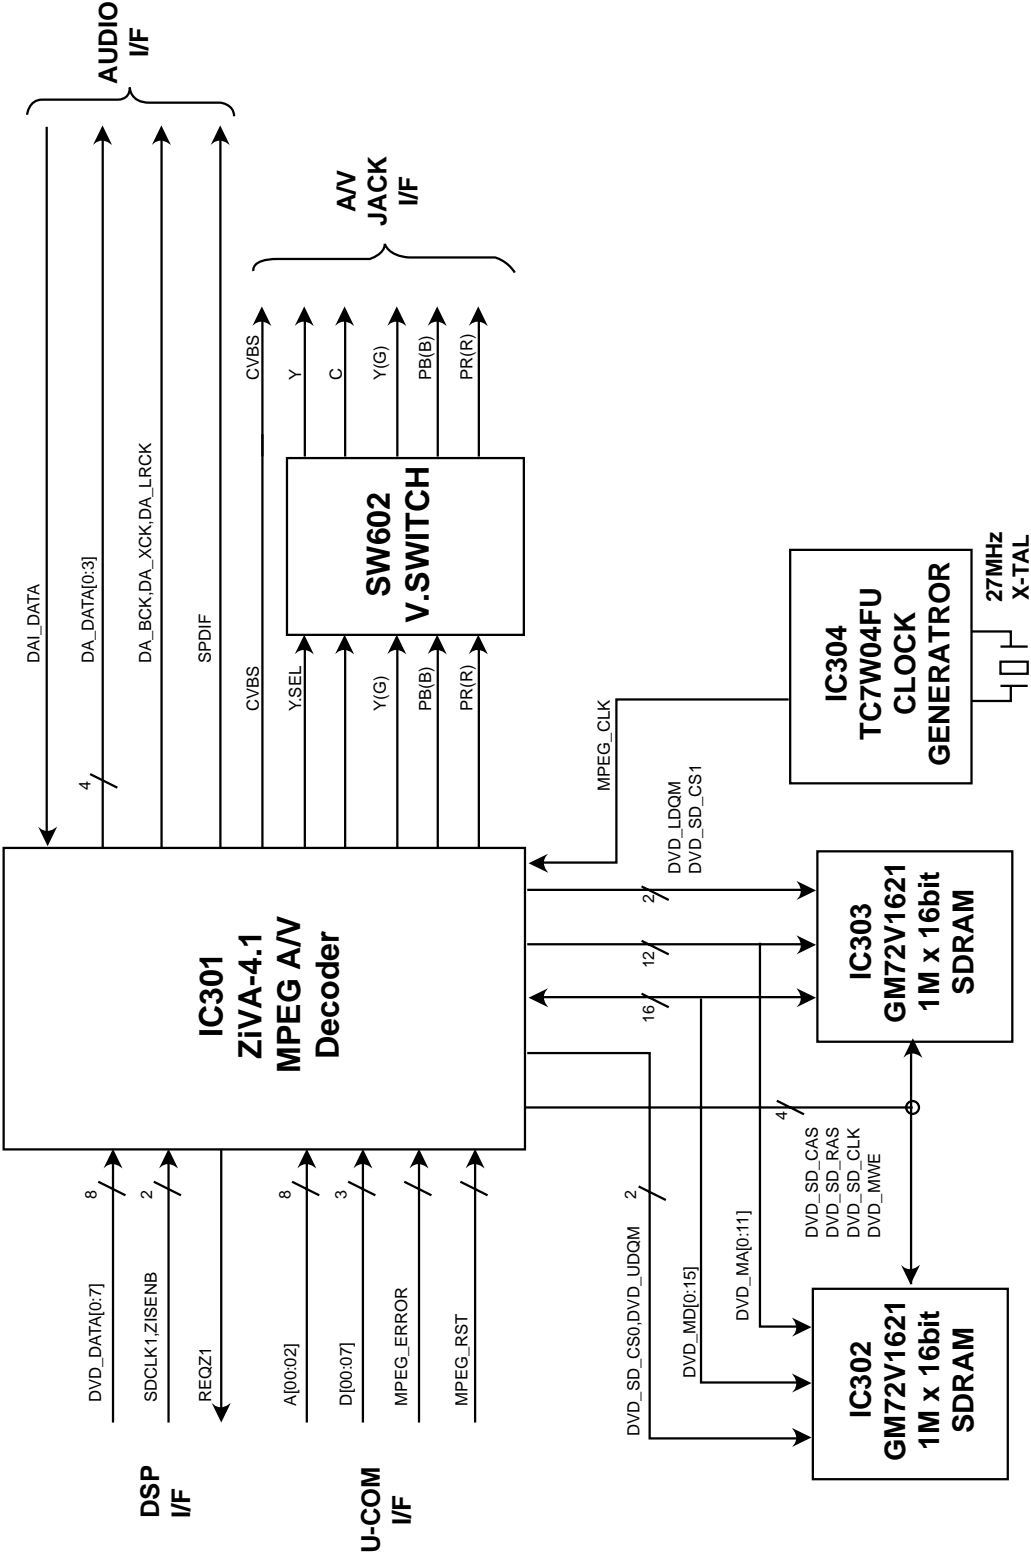 AUDIO
I/F
DAI_DATA
DA_DATA[0:3]
4
DA_BCK,DA_XCK,DA_LRCK
SPDIF
A/V
JACK
I/F
CVBS
CVBS
Y.SEL
Y
C
Y(G)
Y(G)
PB(B)
PB(B)
PR(R)
PR(R)
SW602
V.SWITCH
IC301
ZiVA-4.1
MPEG A/V
Decoder
DSP
I/F
DVD_DATA[0:7]
8
SDCLK1,ZISENB
2
REQZ1
U-COM
I/F
A[00:02]
8
D[00:07]
3
MPEG_ERROR
MPEG_RST
MPEG_CLK
IC304
TC7W04FU
CLOCK
GENERATROR
27MHz
X-TAL
DVD_LDQM
DVD_SD_CS1
2
12
16
4
IC303
GM72V1621
1M x 16bit
SDRAM
DVD_SD_CAS
DVD_SD_RAS
DVD_SD_CLK
DVD_MWE
2
DVD_SD_CS0,DVD_UDQM
DVD_MD[0:15]
DVD_MA[0:11]
IC302
GM72V1621
1M x 16bit
SDRAM